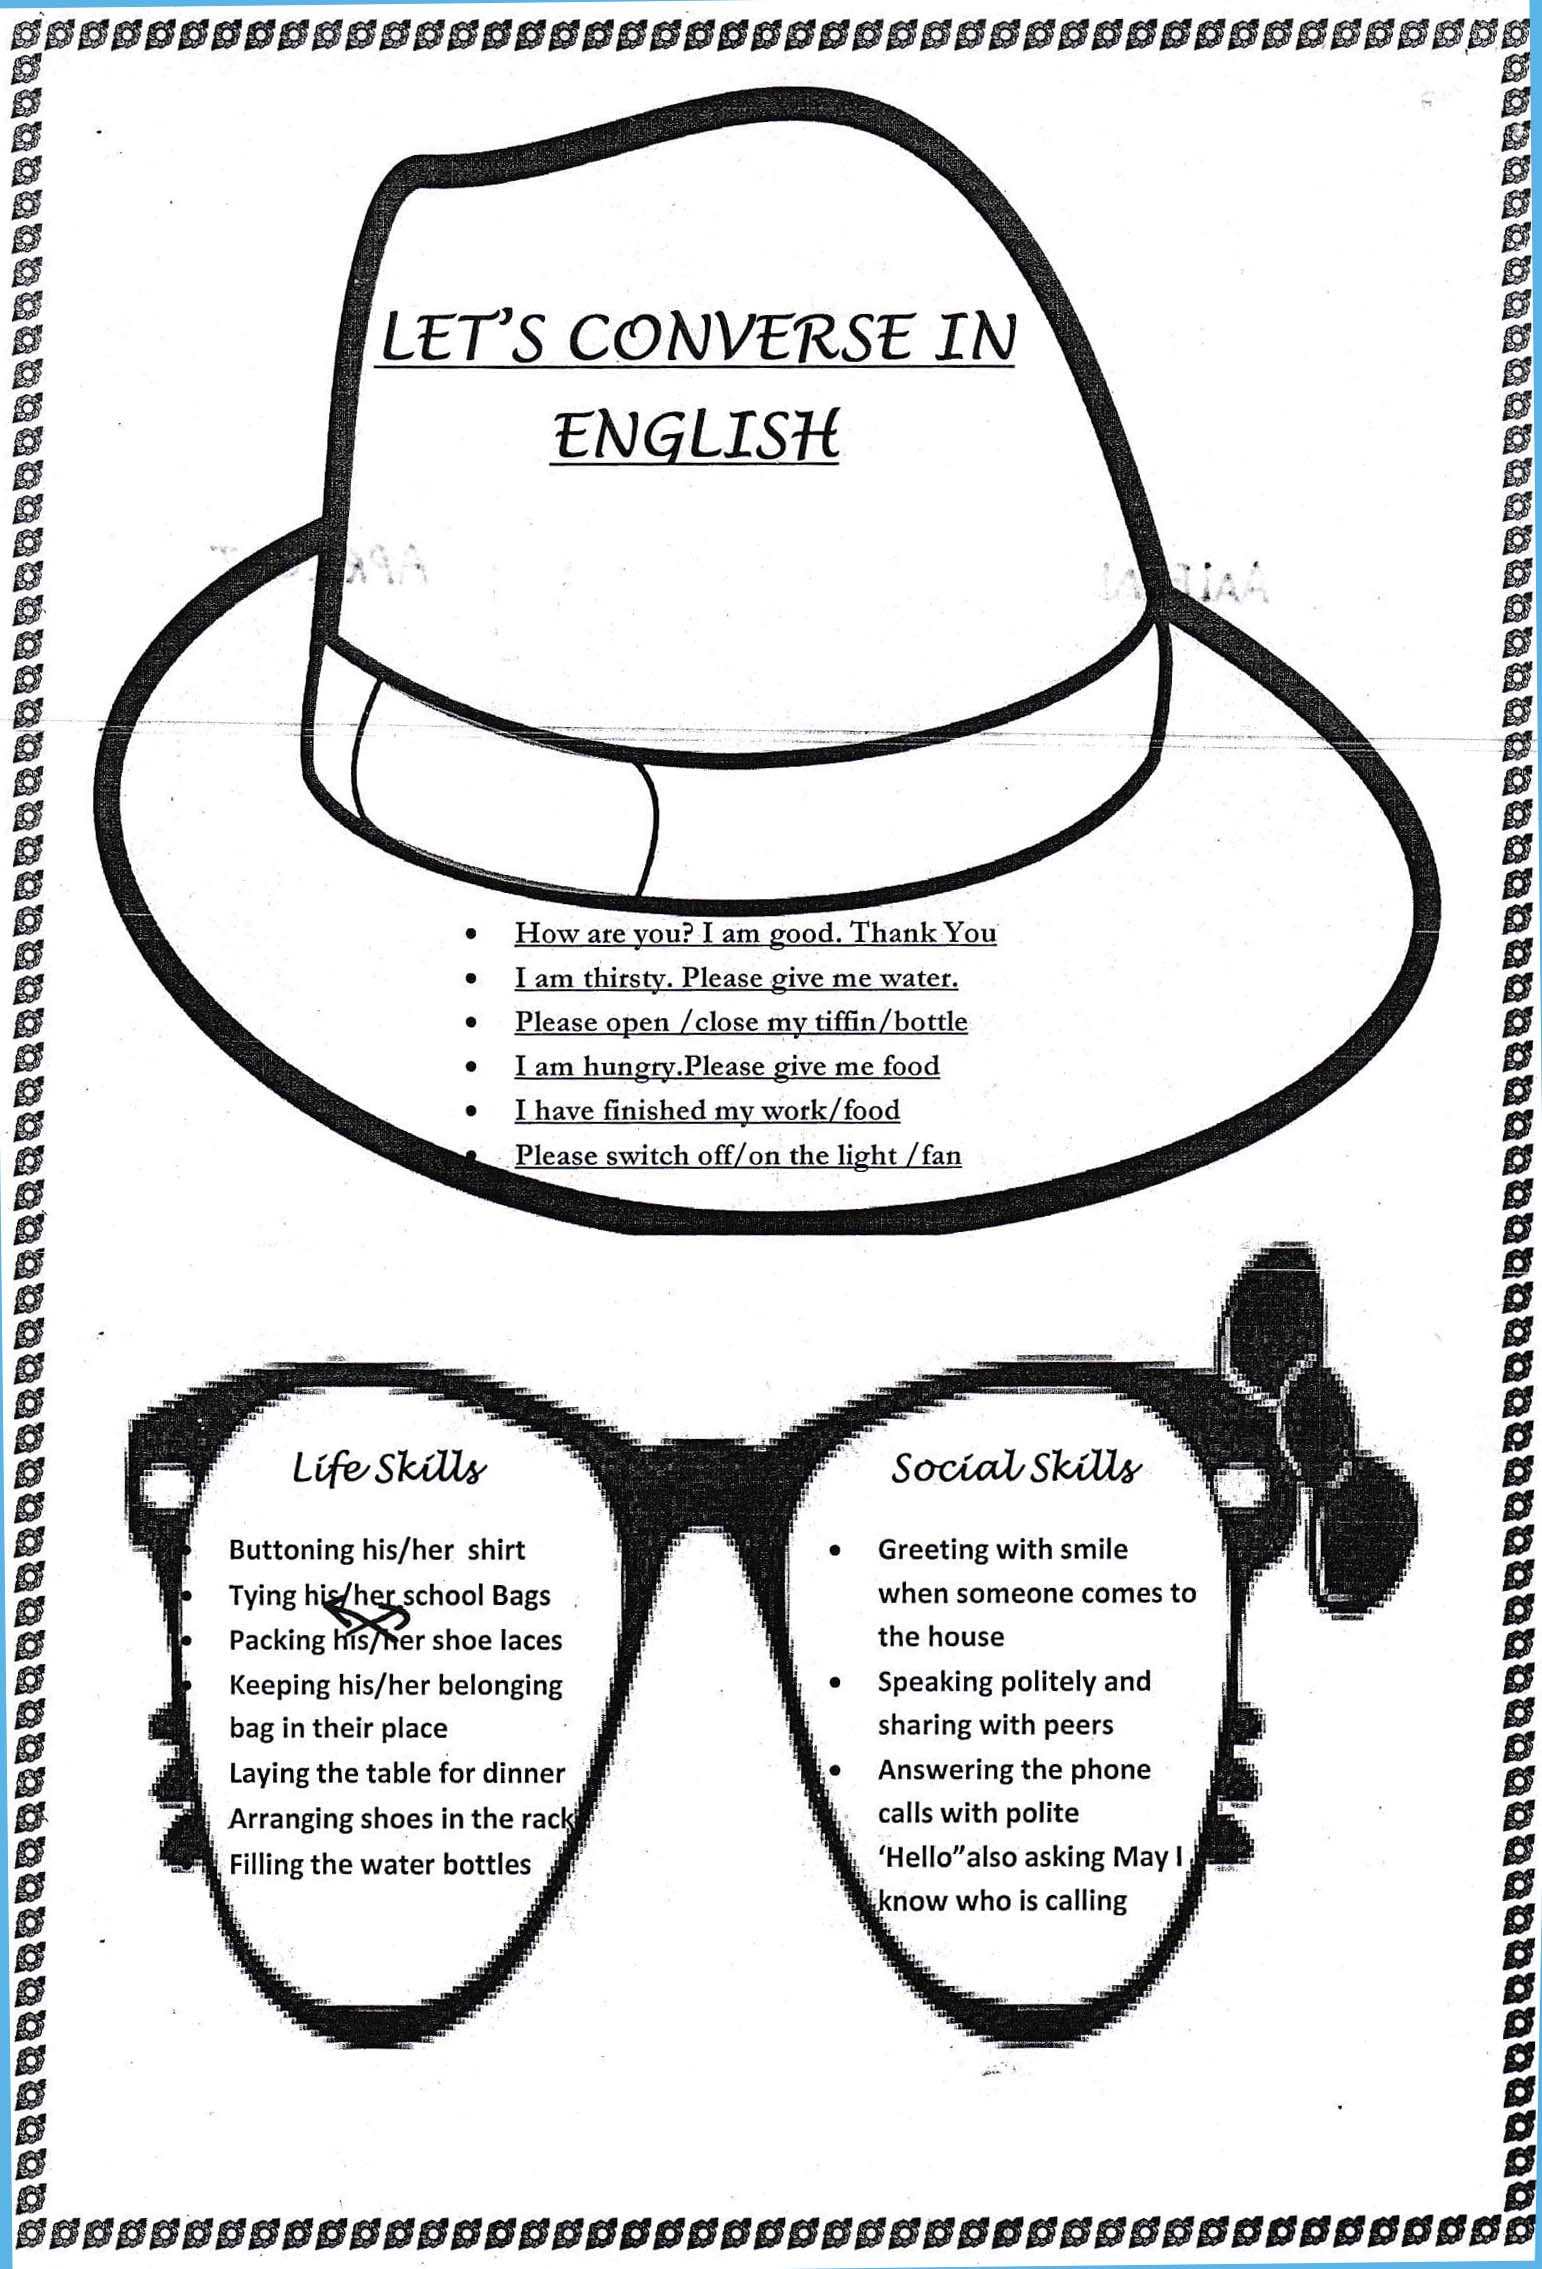 LET'S CONVERSE IN
ENGLISH
• How are you? I am good. Thank You
• I am thirsty. Please give me water.
• Please open /close my tiffin/bottle
• I am hungry.Please give me food
• I have finished my work/food
• Please switch off/on the light /fan
Life Skills
• Buttoning his/her  shirt
• Tying his/her school Bags
• Packing his/her shoe laces
• Keeping his/her belonging
bag in their place
Laying the table for dinner
Arranging shoes in the rack
Filling the water bottles
Social Skills
• Greeting with smile
when someone comes to
the house
• Speaking politely and
sharing with peers
• Answering the phone
calls with polite
‘Hello”also asking May I
know who is calling